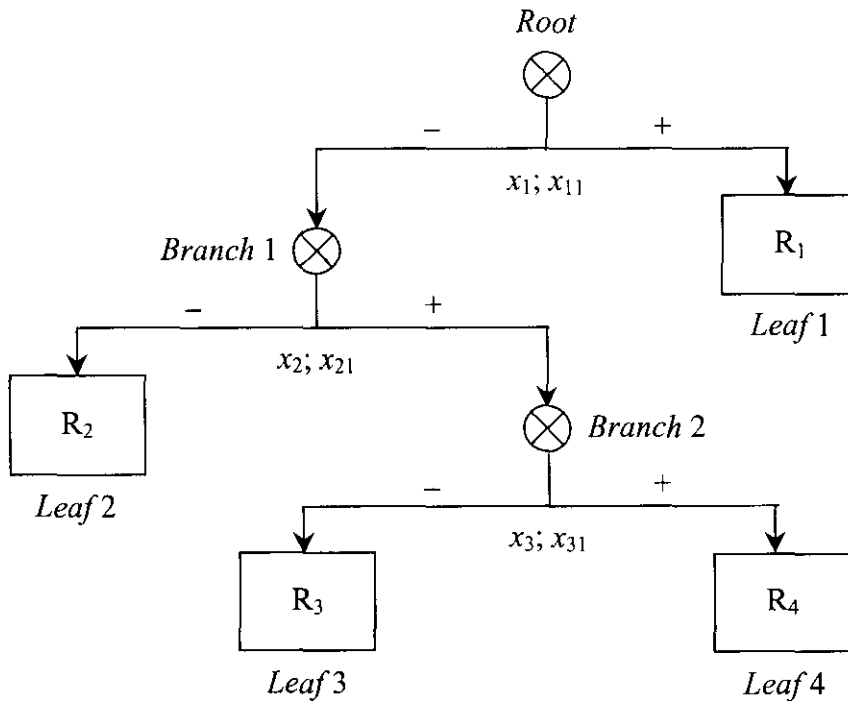 Root
− +
x₁; x₁₁
Branch 1
R₁
Leaf 1
− +
x₂; x₂₁
R₂
Branch 2
Leaf 2
− +
x₃; x₃₁
R₃
R₄
Leaf 3
Leaf 4